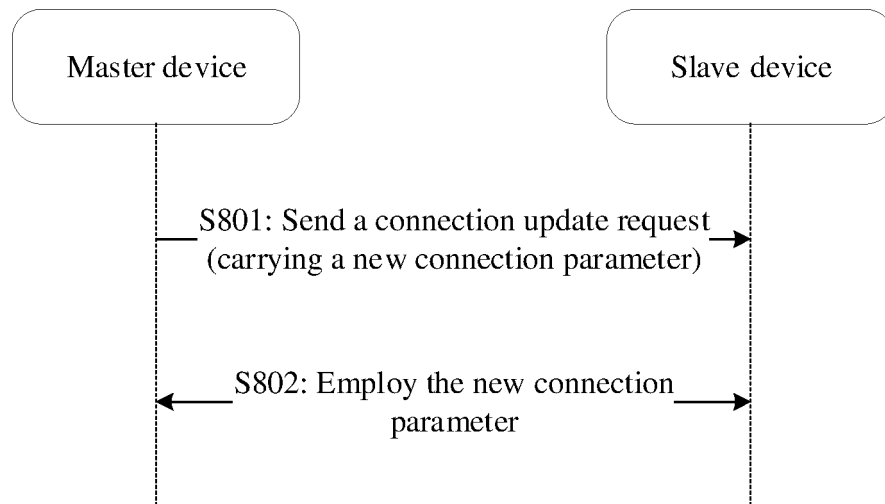 Master device
Slave device
S801: Send a connection update request
(carrying a new connection parameter)
S802: Employ the new connection
parameter